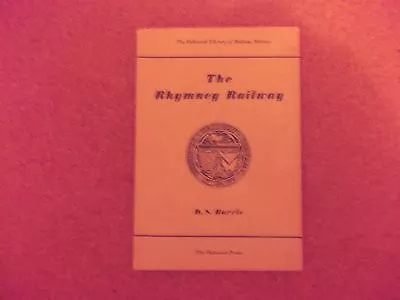 The
Rhymney Railway
D. S. Barrie
The Oakwood Press